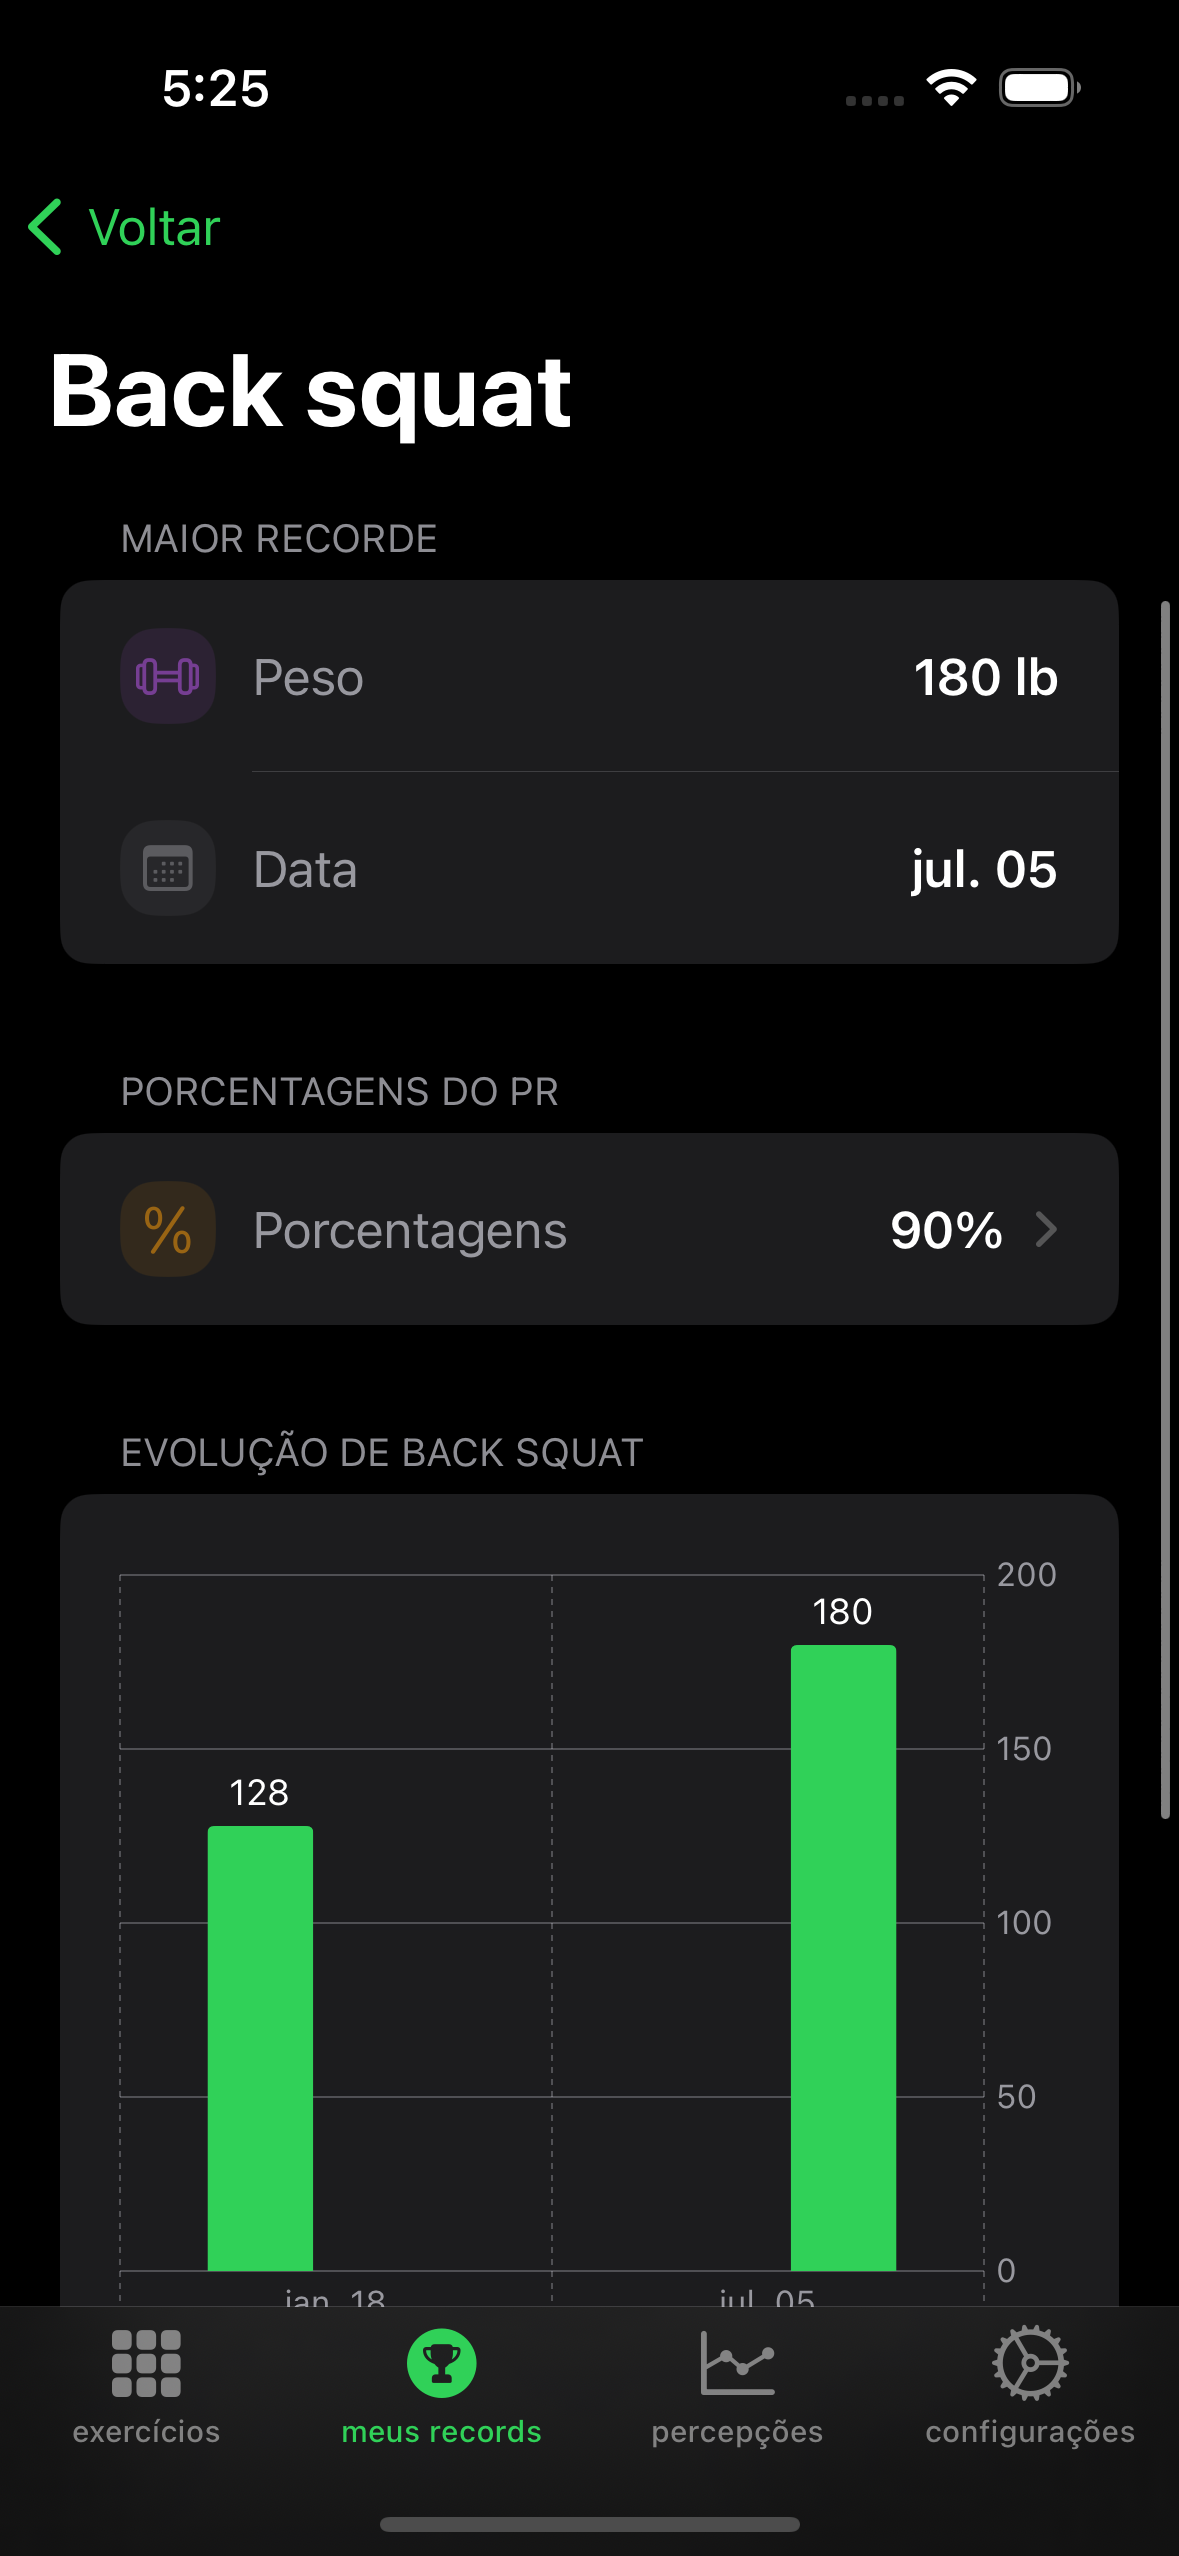 5:25
Voltar
Back squat
MAIOR RECORDE
Peso 180 lb
Data jul. 05
PORCENTAGENS DO PR
% Porcentagens 90%
EVOLUÇÃO DE BACK SQUAT
200
180
150
128
100
50
0
jan. 18 jul. 05
exercícios meus records percepções configurações